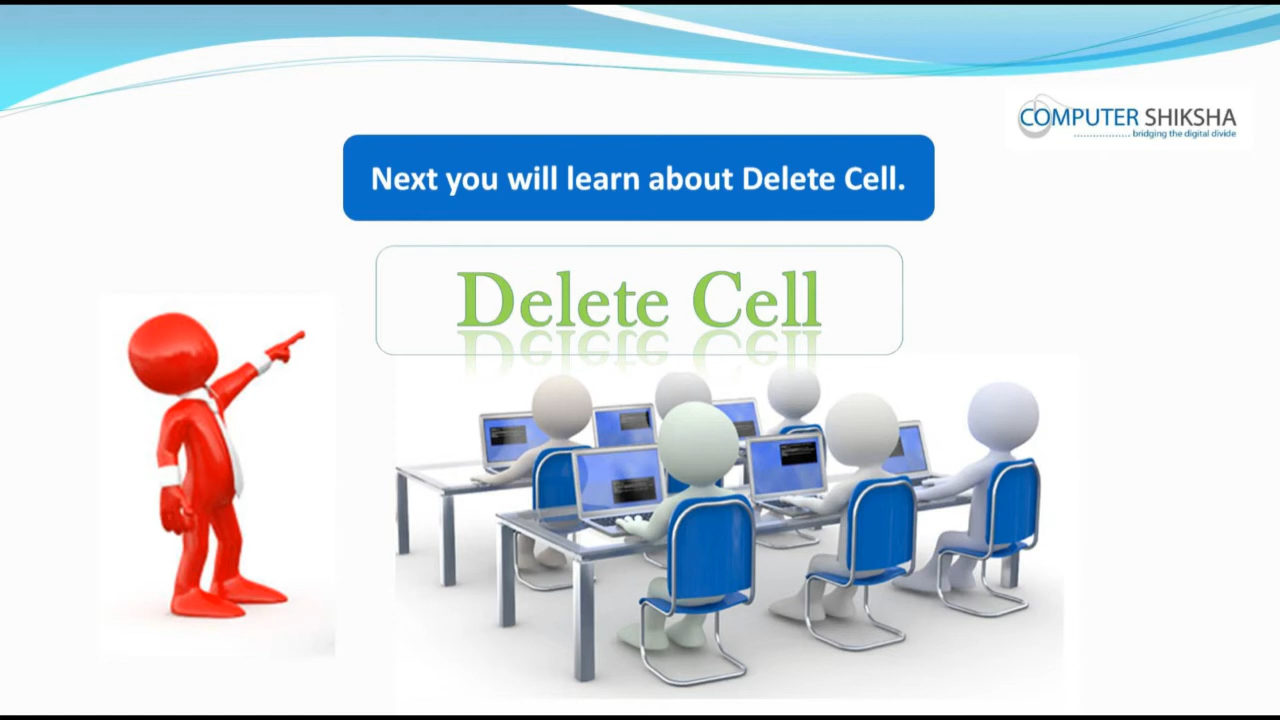 COMPUTER SHIKSHA
bridging the digital divide
Next you will learn about Delete Cell.
Delete Cell